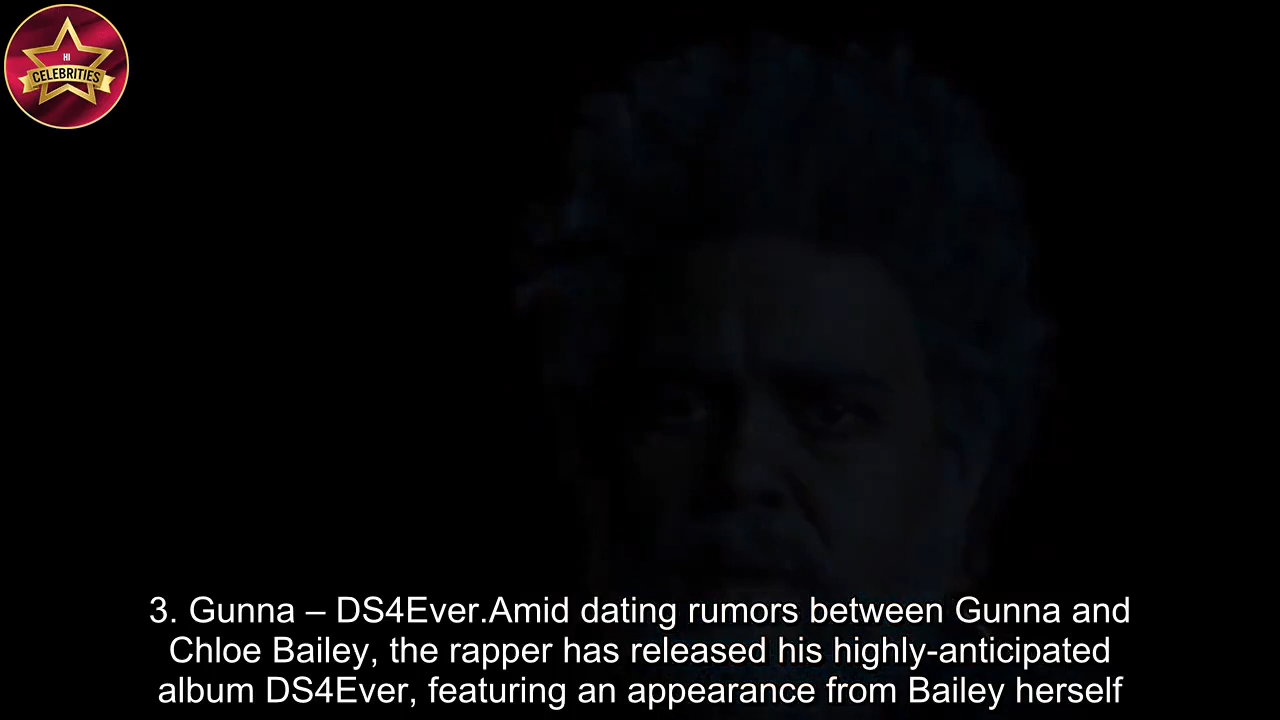 HI
CELEBRITIES
3. Gunna – DS4Ever.Amid dating rumors between Gunna and
Chloe Bailey, the rapper has released his highly-anticipated
album DS4Ever, featuring an appearance from Bailey herself